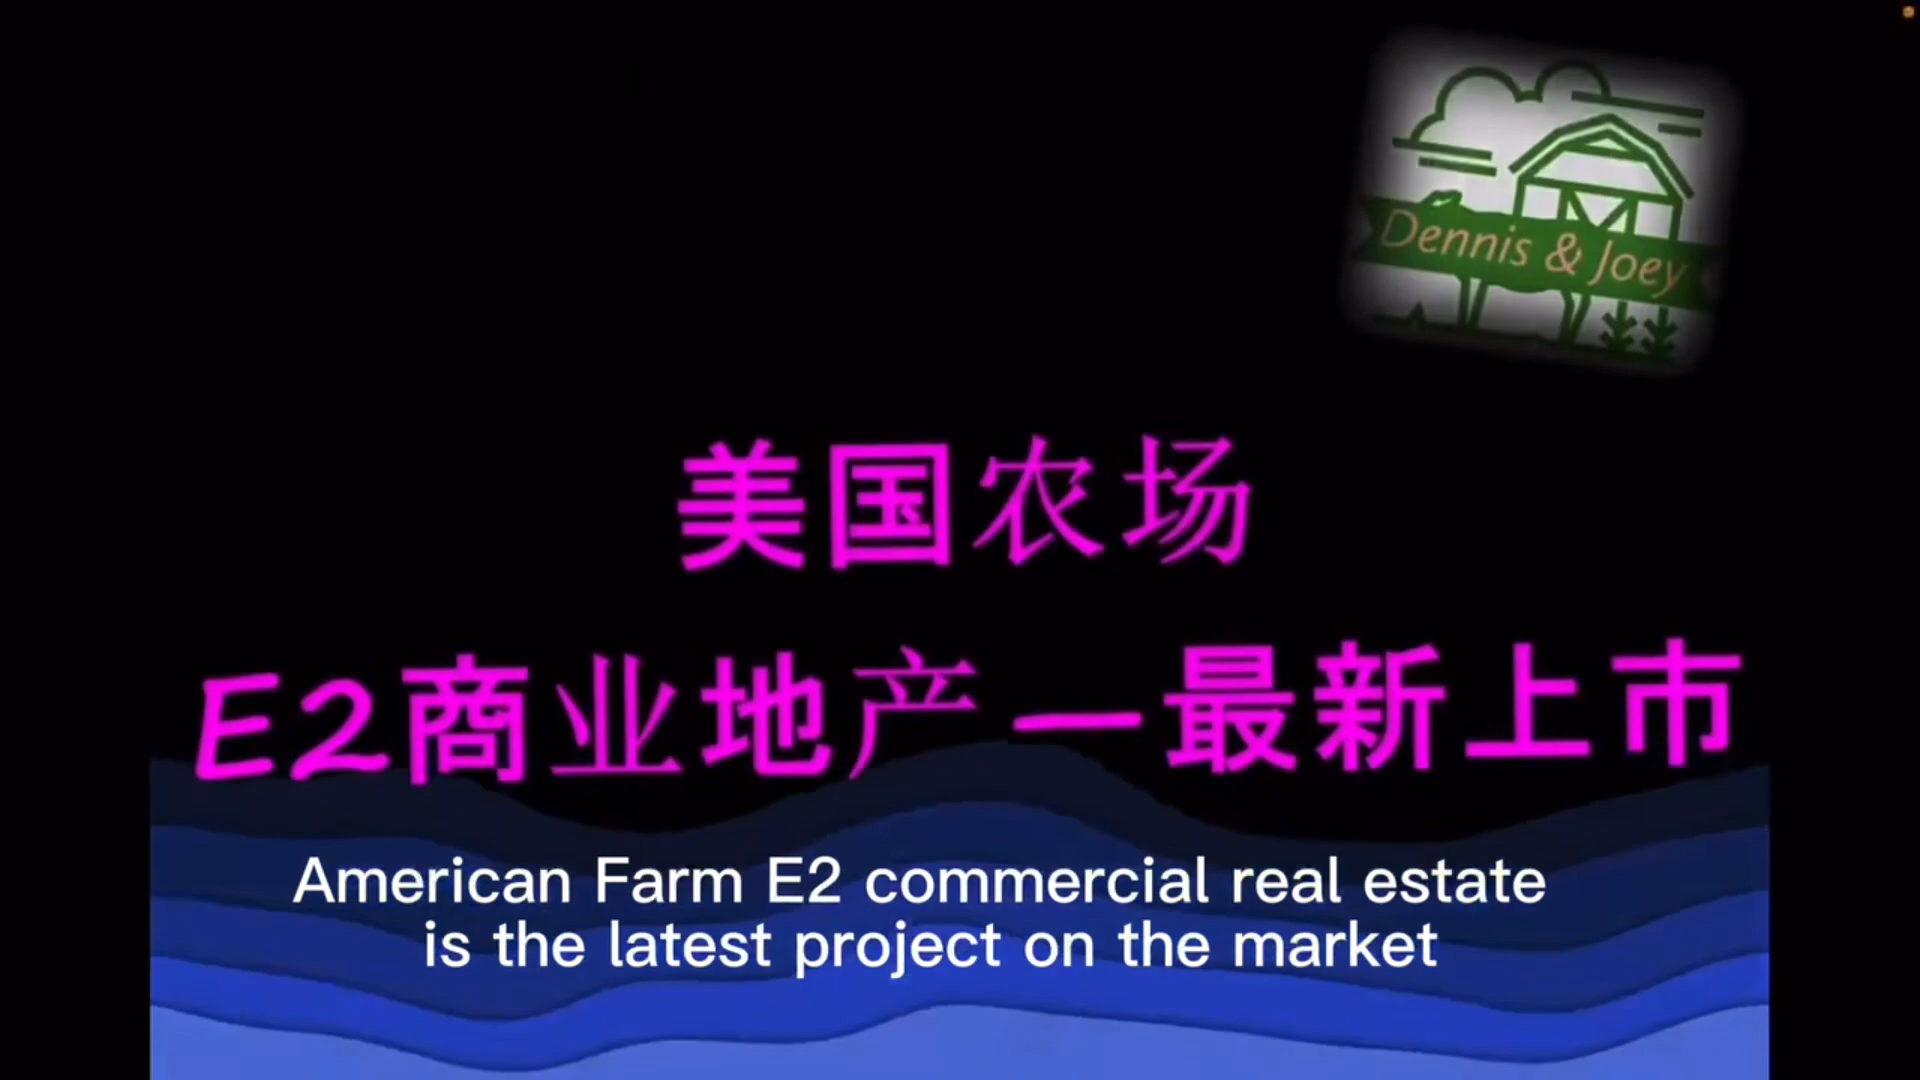 Dennis & Joey
美国农场
E2商业地产—最新上市
American Farm E2 commercial real estate
is the latest project on the market